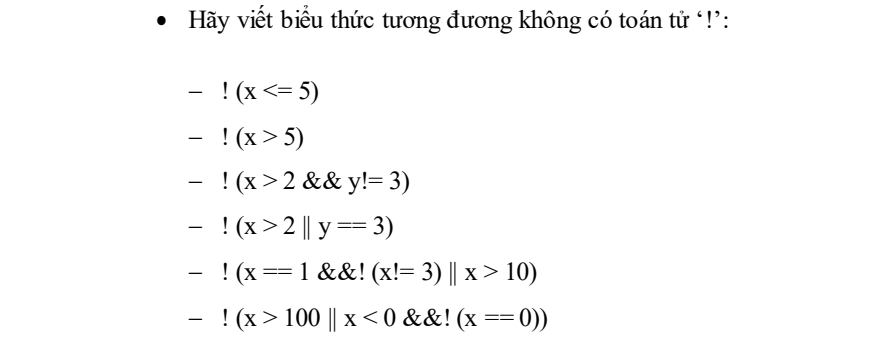 • Hãy viết biểu thức tương đương không có toán tử ‘!’:
– ! (x <= 5)
– ! (x > 5)
– ! (x > 2 && y!= 3)
– ! (x > 2 || y == 3)
– ! (x == 1 &&! (x!= 3) || x > 10)
– ! (x > 100 || x < 0 &&! (x == 0))